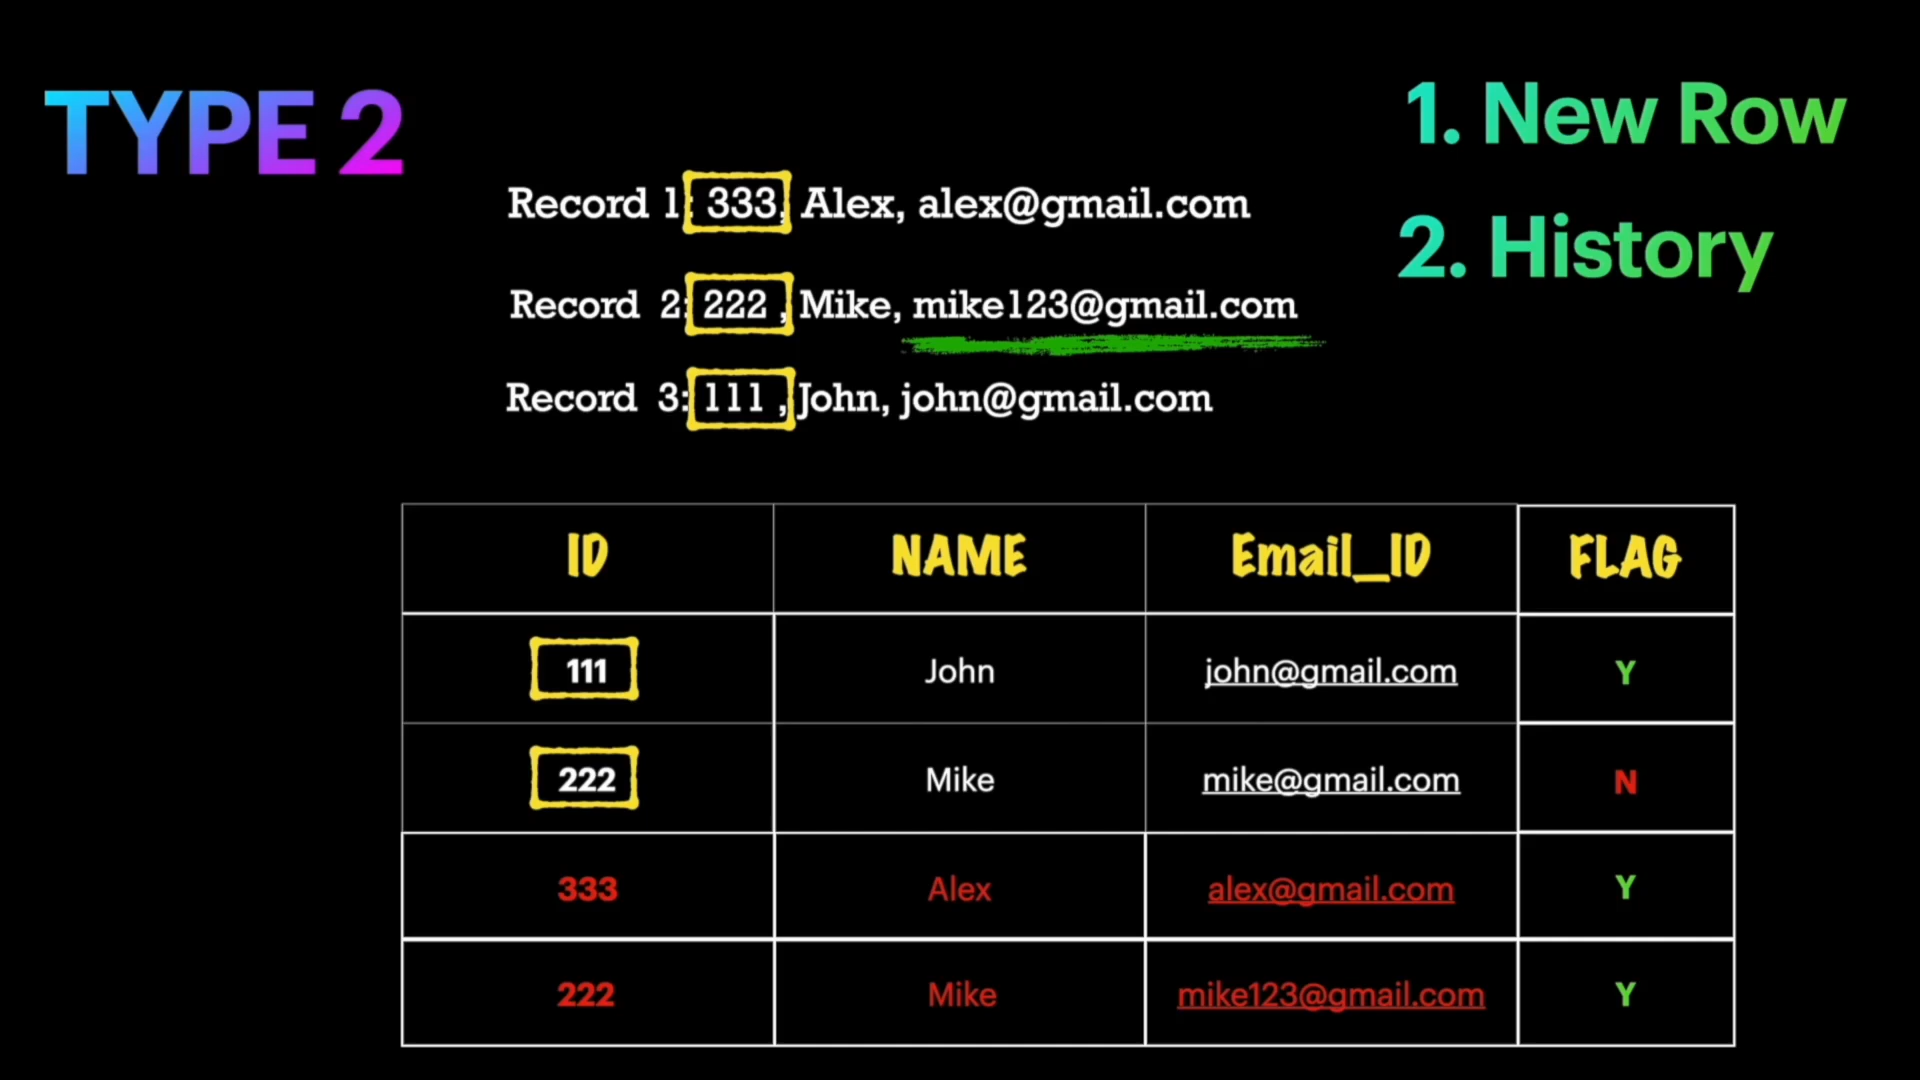 TYPE 2
1. New Row
2. History
Record 1: 333, Alex, alex@gmail.com
Record 2: 222 , Mike, mike123@gmail.com
Record 3: 111 , John, john@gmail.com
ID NAME Email_ID FLAG
111 John john@gmail.com Y
222 Mike mike@gmail.com N
333 Alex alex@gmail.com Y
222 Mike mike123@gmail.com Y